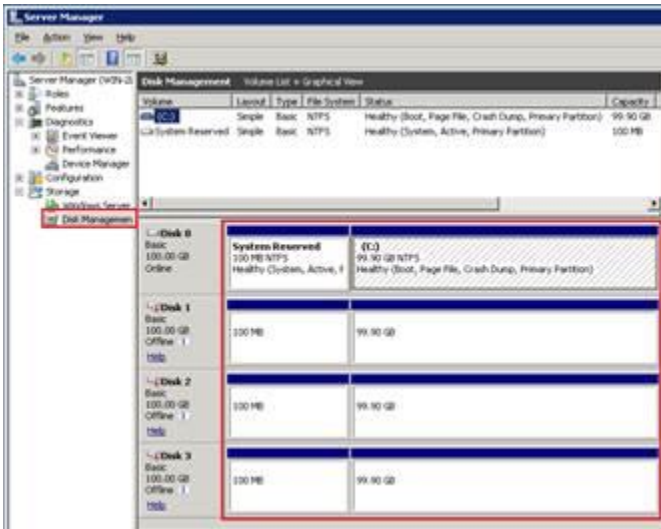 Server Manager
File Action View Help
Server Manager (WIN-2
Roles
Features
Diagnostics
Event Viewer
Performance
Device Manager
Configuration
Storage
Windows Server
Disk Managemen
Disk Management Volume List + Graphical View
Volume Layout Type File System Status Capacity
(C:) Simple Basic NTFS Healthy (Boot, Page File, Crash Dump, Primary Partition) 99.90 GB
System Reserved Simple Basic NTFS Healthy (System, Active, Primary Partition) 100 MB
Disk 0
Basic
100.00 GB
Online
System Reserved
100 MB NTFS
Healthy (System, Active, P
(C:)
99.90 GB NTFS
Healthy (Boot, Page File, Crash Dump, Primary Partition)
Disk 1
Basic
100.00 GB
Offline
Help
100 MB
99.90 GB
Disk 2
Basic
100.00 GB
Offline
Help
100 MB
99.90 GB
Disk 3
Basic
100.00 GB
Offline
Help
100 MB
99.90 GB